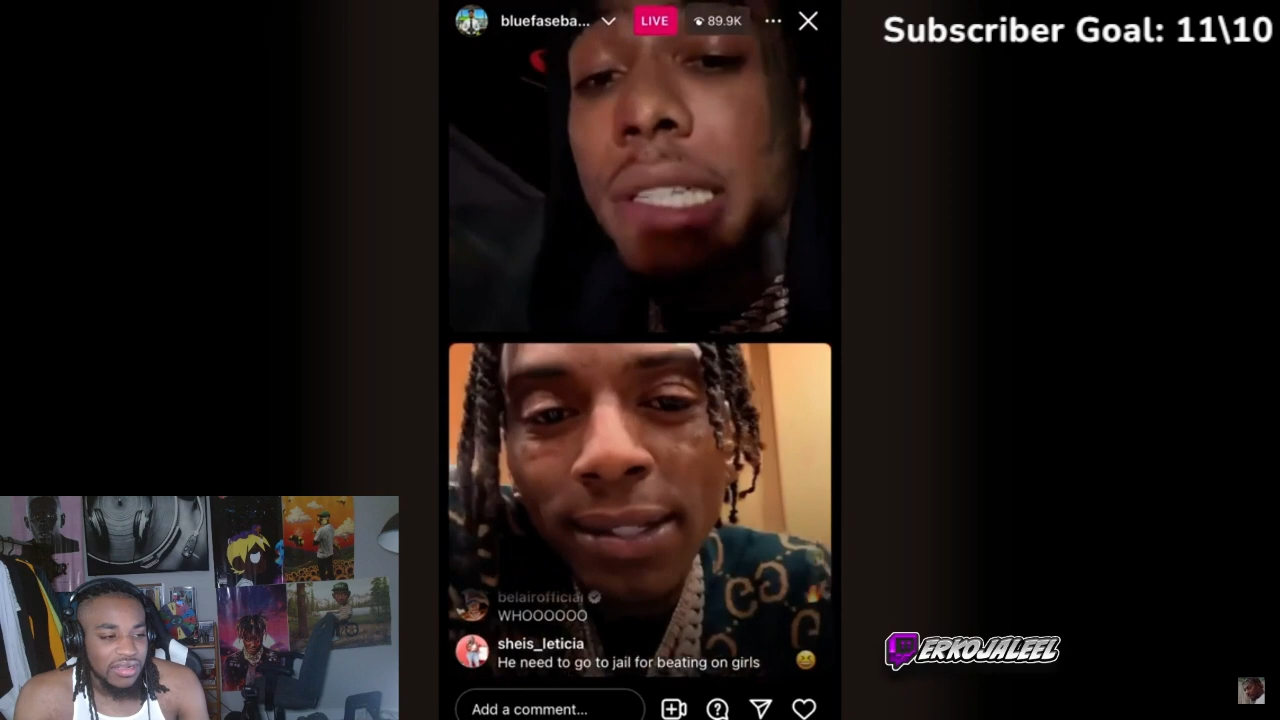 bluefaseba...
LIVE
89.9K
Subscriber Goal: 11\10
belairofficial
WHOOOOOO
sheis_leticia
He need to go to jail for beating on girls
Add a comment...
ERKOJALEEL